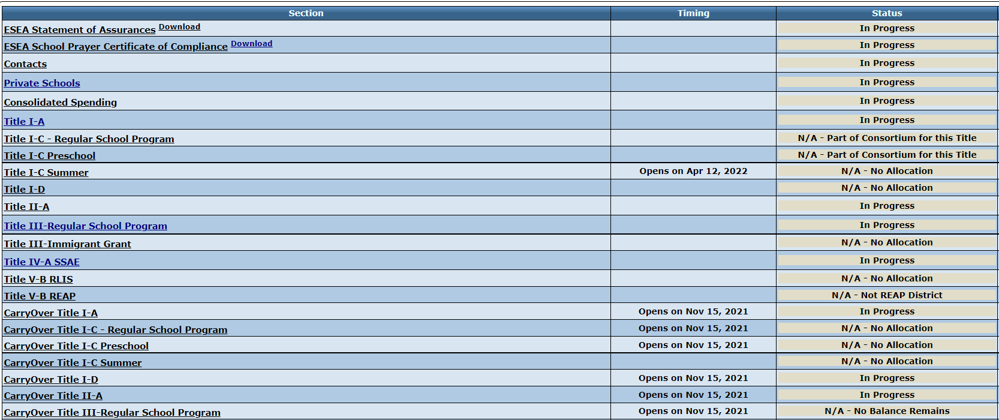 Section Timing Status
ESEA Statement of Assurances Download In Progress
ESEA School Prayer Certificate of Compliance Download In Progress
Contacts In Progress
Private Schools In Progress
Consolidated Spending In Progress
Title I-A In Progress
Title I-C - Regular School Program N/A - Part of Consortium for this Title
Title I-C Preschool N/A - Part of Consortium for this Title
Title I-C Summer Opens on Apr 12, 2022 N/A - No Allocation
Title I-D N/A - No Allocation
Title II-A In Progress
Title III-Regular School Program In Progress
Title III-Immigrant Grant N/A - No Allocation
Title IV-A SSAE In Progress
Title V-B RLIS N/A - No Allocation
Title V-B REAP N/A - Not REAP District
CarryOver Title I-A Opens on Nov 15, 2021 In Progress
CarryOver Title I-C - Regular School Program Opens on Nov 15, 2021 N/A - No Allocation
CarryOver Title I-C Preschool Opens on Nov 15, 2021 N/A - No Allocation
CarryOver Title I-C Summer N/A - No Allocation
CarryOver Title I-D Opens on Nov 15, 2021 In Progress
CarryOver Title II-A Opens on Nov 15, 2021 In Progress
CarryOver Title III-Regular School Program Opens on Nov 15, 2021 N/A - No Balance Remains